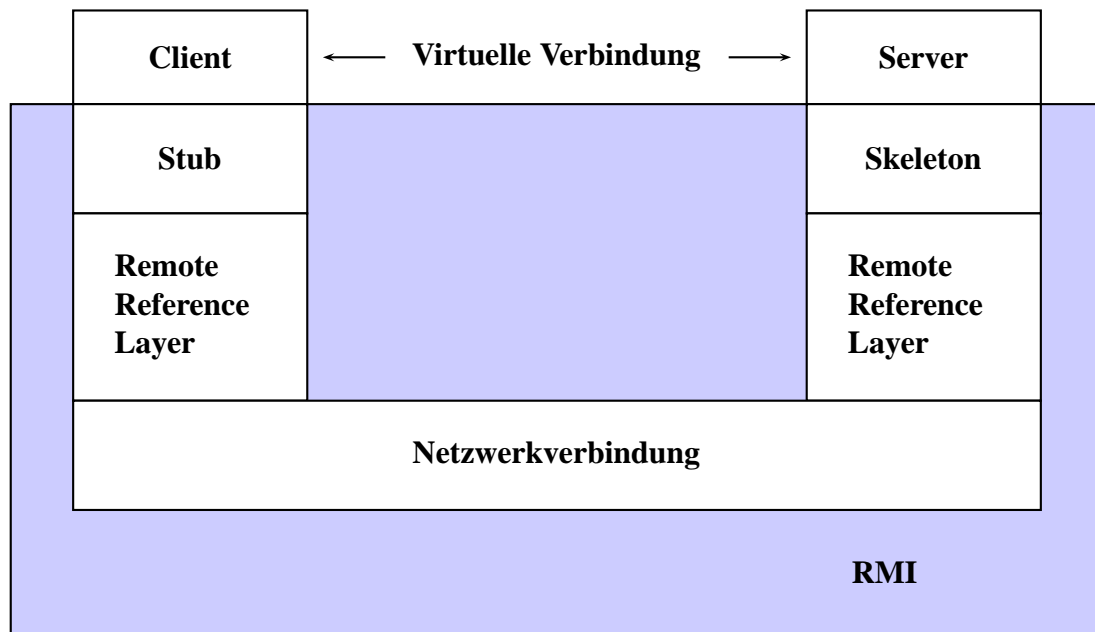 Client
Virtuelle Verbindung
Server
Stub
Skeleton
Remote
Reference
Layer
Remote
Reference
Layer
Netzwerkverbindung
RMI